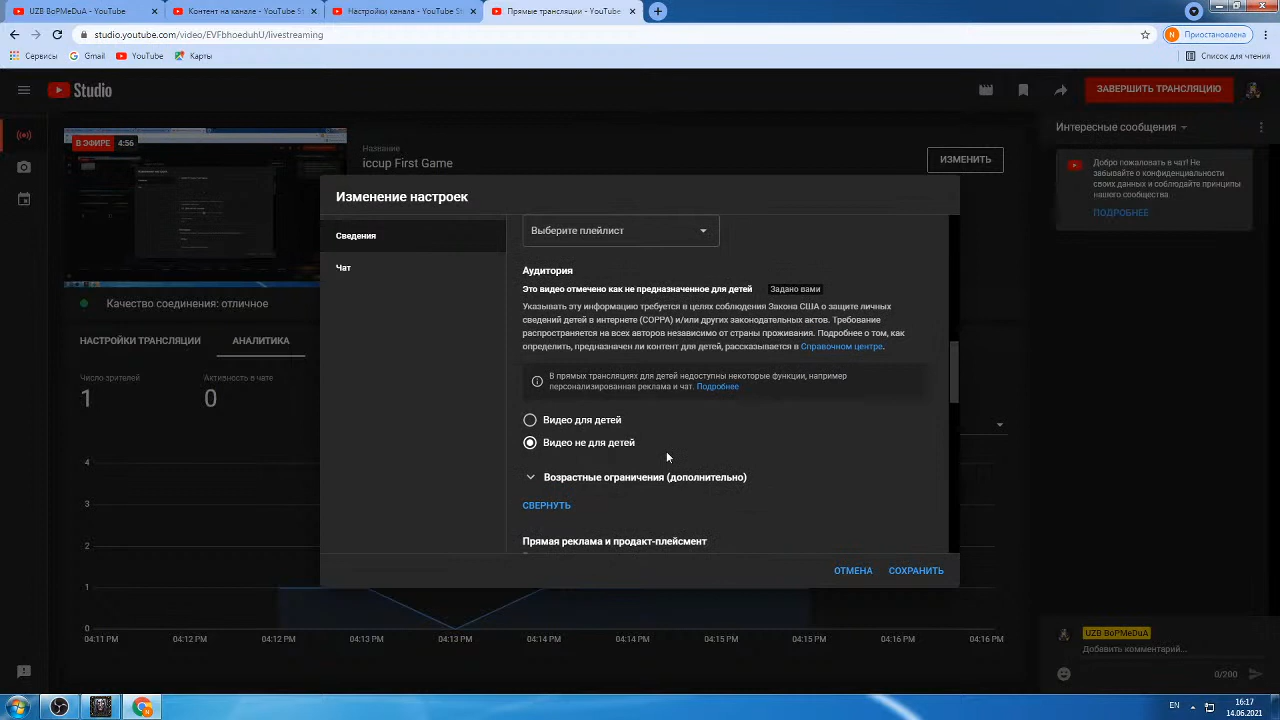 UZB BoPMeDuA - YouTube
Контент на канале - YouTube St
Настройки канала - YouTube St
Прямые трансляции - YouTube
studio.youtube.com/video/EVFbhoeduhU/livestreaming
N
Приостановлена
Сервисы
Gmail
YouTube
Карты
Список для чтения
Studio
ЗАВЕРШИТЬ ТРАНСЛЯЦИЮ
В ЭФИРЕ 4:56
Название
iccup First Game
ИЗМЕНИТЬ
Интересные сообщения
Добро пожаловать в чат! Не
забывайте о конфиденциальности
своих данных и соблюдайте принципы
нашего сообщества.
ПОДРОБНЕЕ
Изменение настроек
Сведения
Чат
Выберите плейлист
Аудитория
Это видео отмечено как не предназначенное для детей Задано вами
Указывать эту информацию требуется в целях соблюдения Закона США о защите личных
сведений детей в интернете (COPPA) и/или других законодательных актов. Требование
распространяется на всех авторов независимо от страны проживания. Подробнее о том, как
определить, предназначен ли контент для детей, рассказывается в Справочном центре.
В прямых трансляциях для детей недоступны некоторые функции, например
персонализированная реклама и чат. Подробнее
Видео для детей
Видео не для детей
Возрастные ограничения (дополнительно)
СВЕРНУТЬ
Прямая реклама и продакт-плейсмент
ОТМЕНА
СОХРАНИТЬ
Качество соединения: отличное
НАСТРОЙКИ ТРАНСЛЯЦИИ
АНАЛИТИКА
Число зрителей
1
Активность в чате
0
4
3
2
1
0
04:11 PM
04:12 PM
04:12 PM
04:13 PM
04:13 PM
04:14 PM
04:14 PM
04:15 PM
04:15 PM
04:16 PM
04:16 PM
UZB BoPMeDuA
Добавить комментарий...
0/200
EN
16:17
14.06.2021